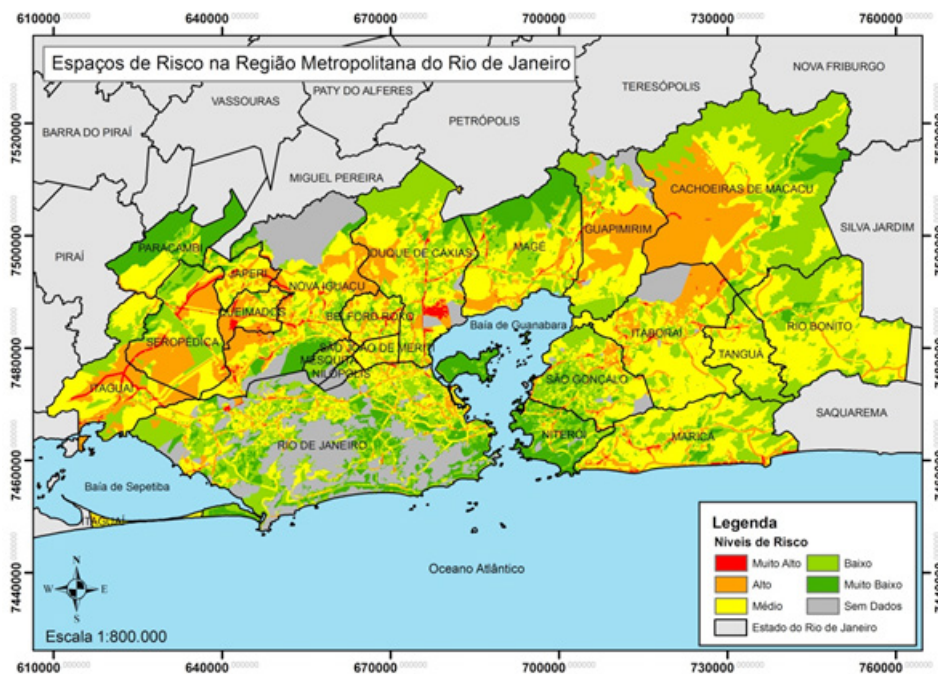 610000 640000 670000 700000 730000 760000
Espaços de Risco na Região Metropolitana do Rio de Janeiro
NOVA FRIBURGO
TERESÓPOLIS
PATY DO ALFERES
VASSOURAS
PETRÓPOLIS
BARRA DO PIRAÍ
7520000
7520000
MIGUEL PEREIRA
CACHOEIRAS DE MACACU
SILVA JARDIM
GUAPIMIRIM
PARACAMBI
DUQUE DE CAXIAS
MAGÉ
7500000
7500000
PIRAÍ
JAPERI
NOVA IGUAÇU
QUEIMADOS
BELFORD ROXO
Baía de Guanabara
ITABORAÍ
RIO BONITO
SEROPÉDICA
SÃO JOÃO DE MERITI
7480000
7480000
TANGUÁ
MESQUITA
NILÓPOLIS
SÃO GONÇALO
ITAGUAÍ
SAQUAREMA
RIO DE JANEIRO
NITERÓI
MARICÁ
7460000
7460000
Baía de Sepetiba
ITAGUAÍ
Oceano Atlântico
7440000
7440000
N
W E
S
Escala 1:800.000
Legenda
Níveis de Risco
Muito Alto Baixo
Alto Muito Baixo
Médio Sem Dados
Estado do Rio de Janeiro
610000 640000 670000 700000 730000 760000